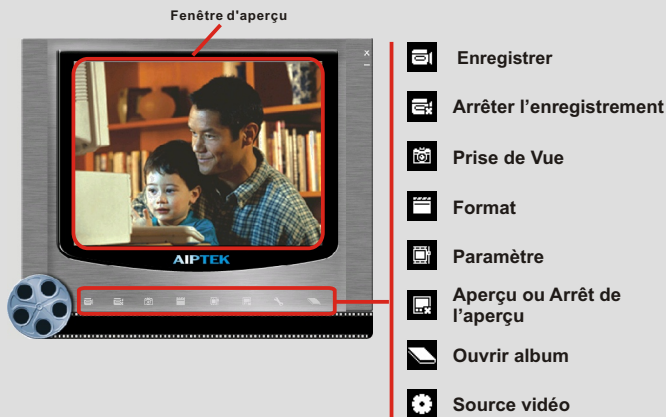 Fenêtre d'aperçu
x
AIPTEK
Enregistrer
Arrêter l'enregistrement
Prise de Vue
Format
Paramètre
Aperçu ou Arrêt de
l'aperçu
Ouvrir album
Source vidéo